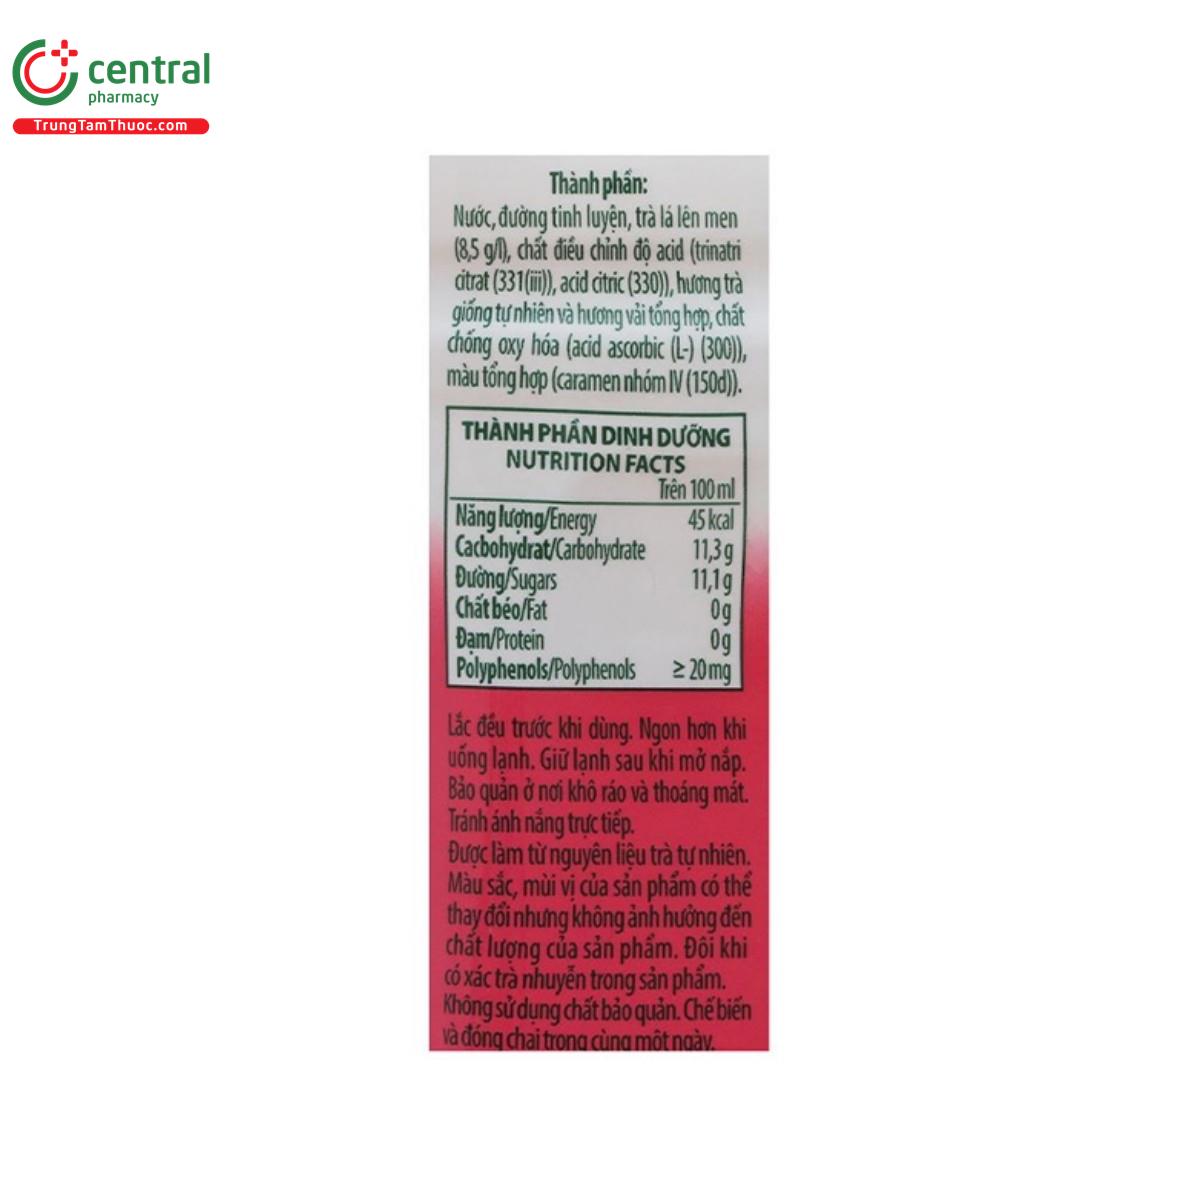 central
pharmacy
TrungTamThuoc.com
Thành phần:
Nước, đường tinh luyện, trà lá lên men
(8,5 g/l), chất điều chỉnh độ acid (trinatri
citrat (331(iii)), acid citric (330)), hương trà
giống tự nhiên và hương vải tổng hợp, chất
chống oxy hóa (acid ascorbic (L-) (300)),
màu tổng hợp (caramen nhóm IV (150d)).
THÀNH PHẦN DINH DƯỠNG
NUTRITION FACTS
Trên 100 ml
Năng lượng/Energy 45 kcal
Cacbohydrat/Carbohydrate 11,3 g
Đường/Sugars 11,1 g
Chất béo/Fat 0 g
Đạm/Protein 0 g
Polyphenols/Polyphenols ≥ 20 mg
Lắc đều trước khi dùng. Ngon hơn khi
uống lạnh. Giữ lạnh sau khi mở nắp.
Bảo quản ở nơi khô ráo và thoáng mát.
Tránh ánh nắng trực tiếp.
Được làm từ nguyên liệu trà tự nhiên.
Màu sắc, mùi vị của sản phẩm có thể
thay đổi nhưng không ảnh hưởng đến
chất lượng của sản phẩm. Đôi khi
có xác trà nhuyễn trong sản phẩm.
Không sử dụng chất bảo quản. Chế biến
và đóng chai trong cùng một ngày.